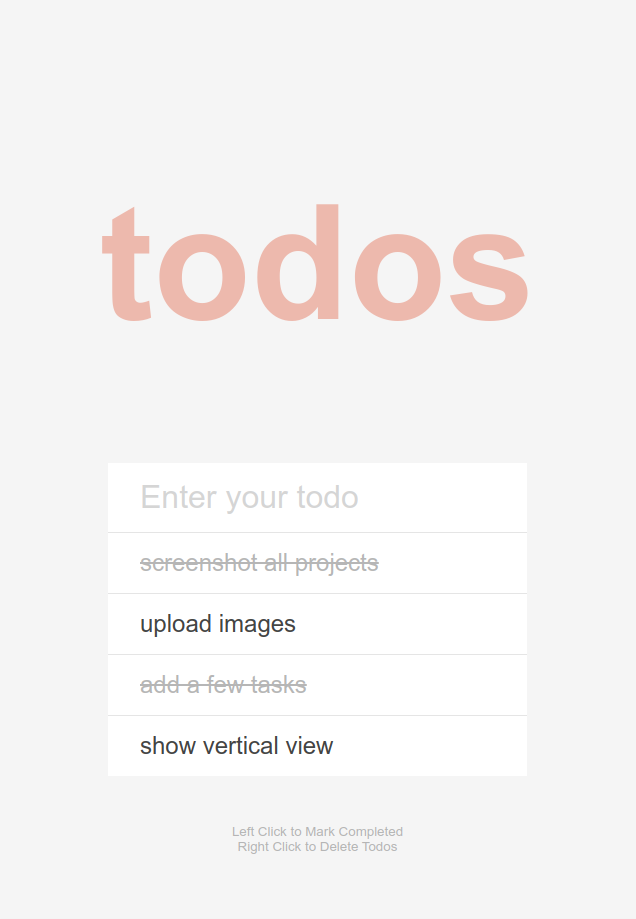 todos
Enter your todo
screenshot all projects
upload images
add a few tasks
show vertical view
Left Click to Mark Completed
Right Click to Delete Todos